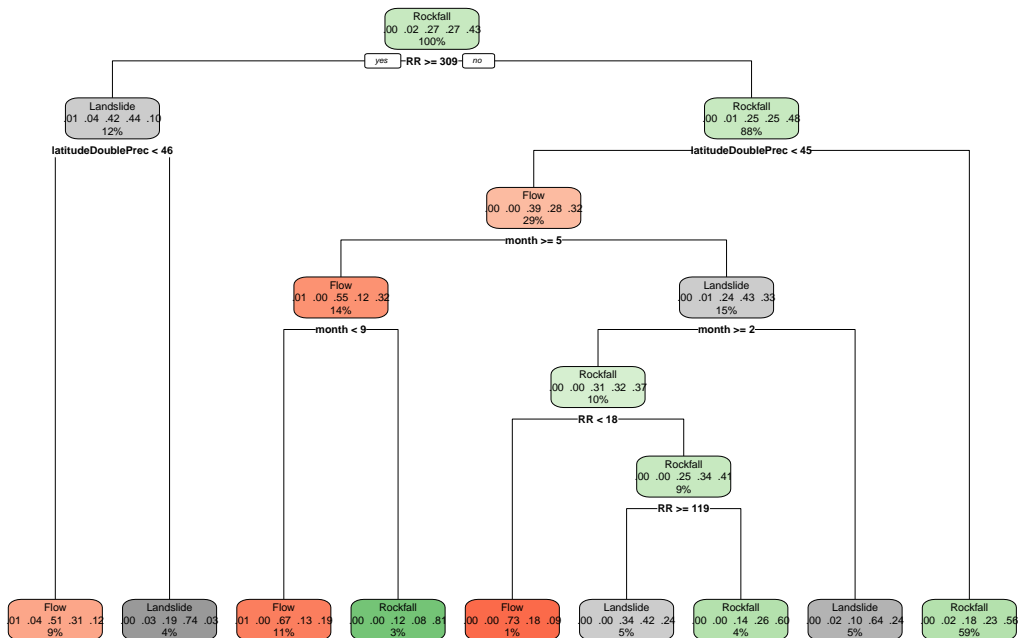 Rockfall
.00 .02 .27 .27 .43
100%
yes RR >= 309 no
Landslide
.01 .04 .42 .44 .10
12%
Rockfall
.00 .01 .25 .25 .48
88%
latitudeDoublePrec < 46
latitudeDoublePrec < 45
Flow
.00 .00 .39 .28 .32
29%
month >= 5
Flow
.01 .00 .55 .12 .32
14%
Landslide
.00 .01 .24 .43 .33
15%
month < 9
month >= 2
Rockfall
.00 .00 .31 .32 .37
10%
RR < 18
Rockfall
.00 .00 .25 .34 .41
9%
RR >= 119
Flow
.01 .04 .51 .31 .12
9%
Landslide
.00 .03 .19 .74 .03
4%
Flow
.01 .00 .67 .13 .19
11%
Rockfall
.00 .00 .12 .08 .81
3%
Flow
.00 .00 .73 .18 .09
1%
Landslide
.00 .00 .34 .42 .24
5%
Rockfall
.00 .00 .14 .26 .60
4%
Landslide
.00 .02 .10 .64 .24
5%
Rockfall
.00 .02 .18 .23 .56
59%